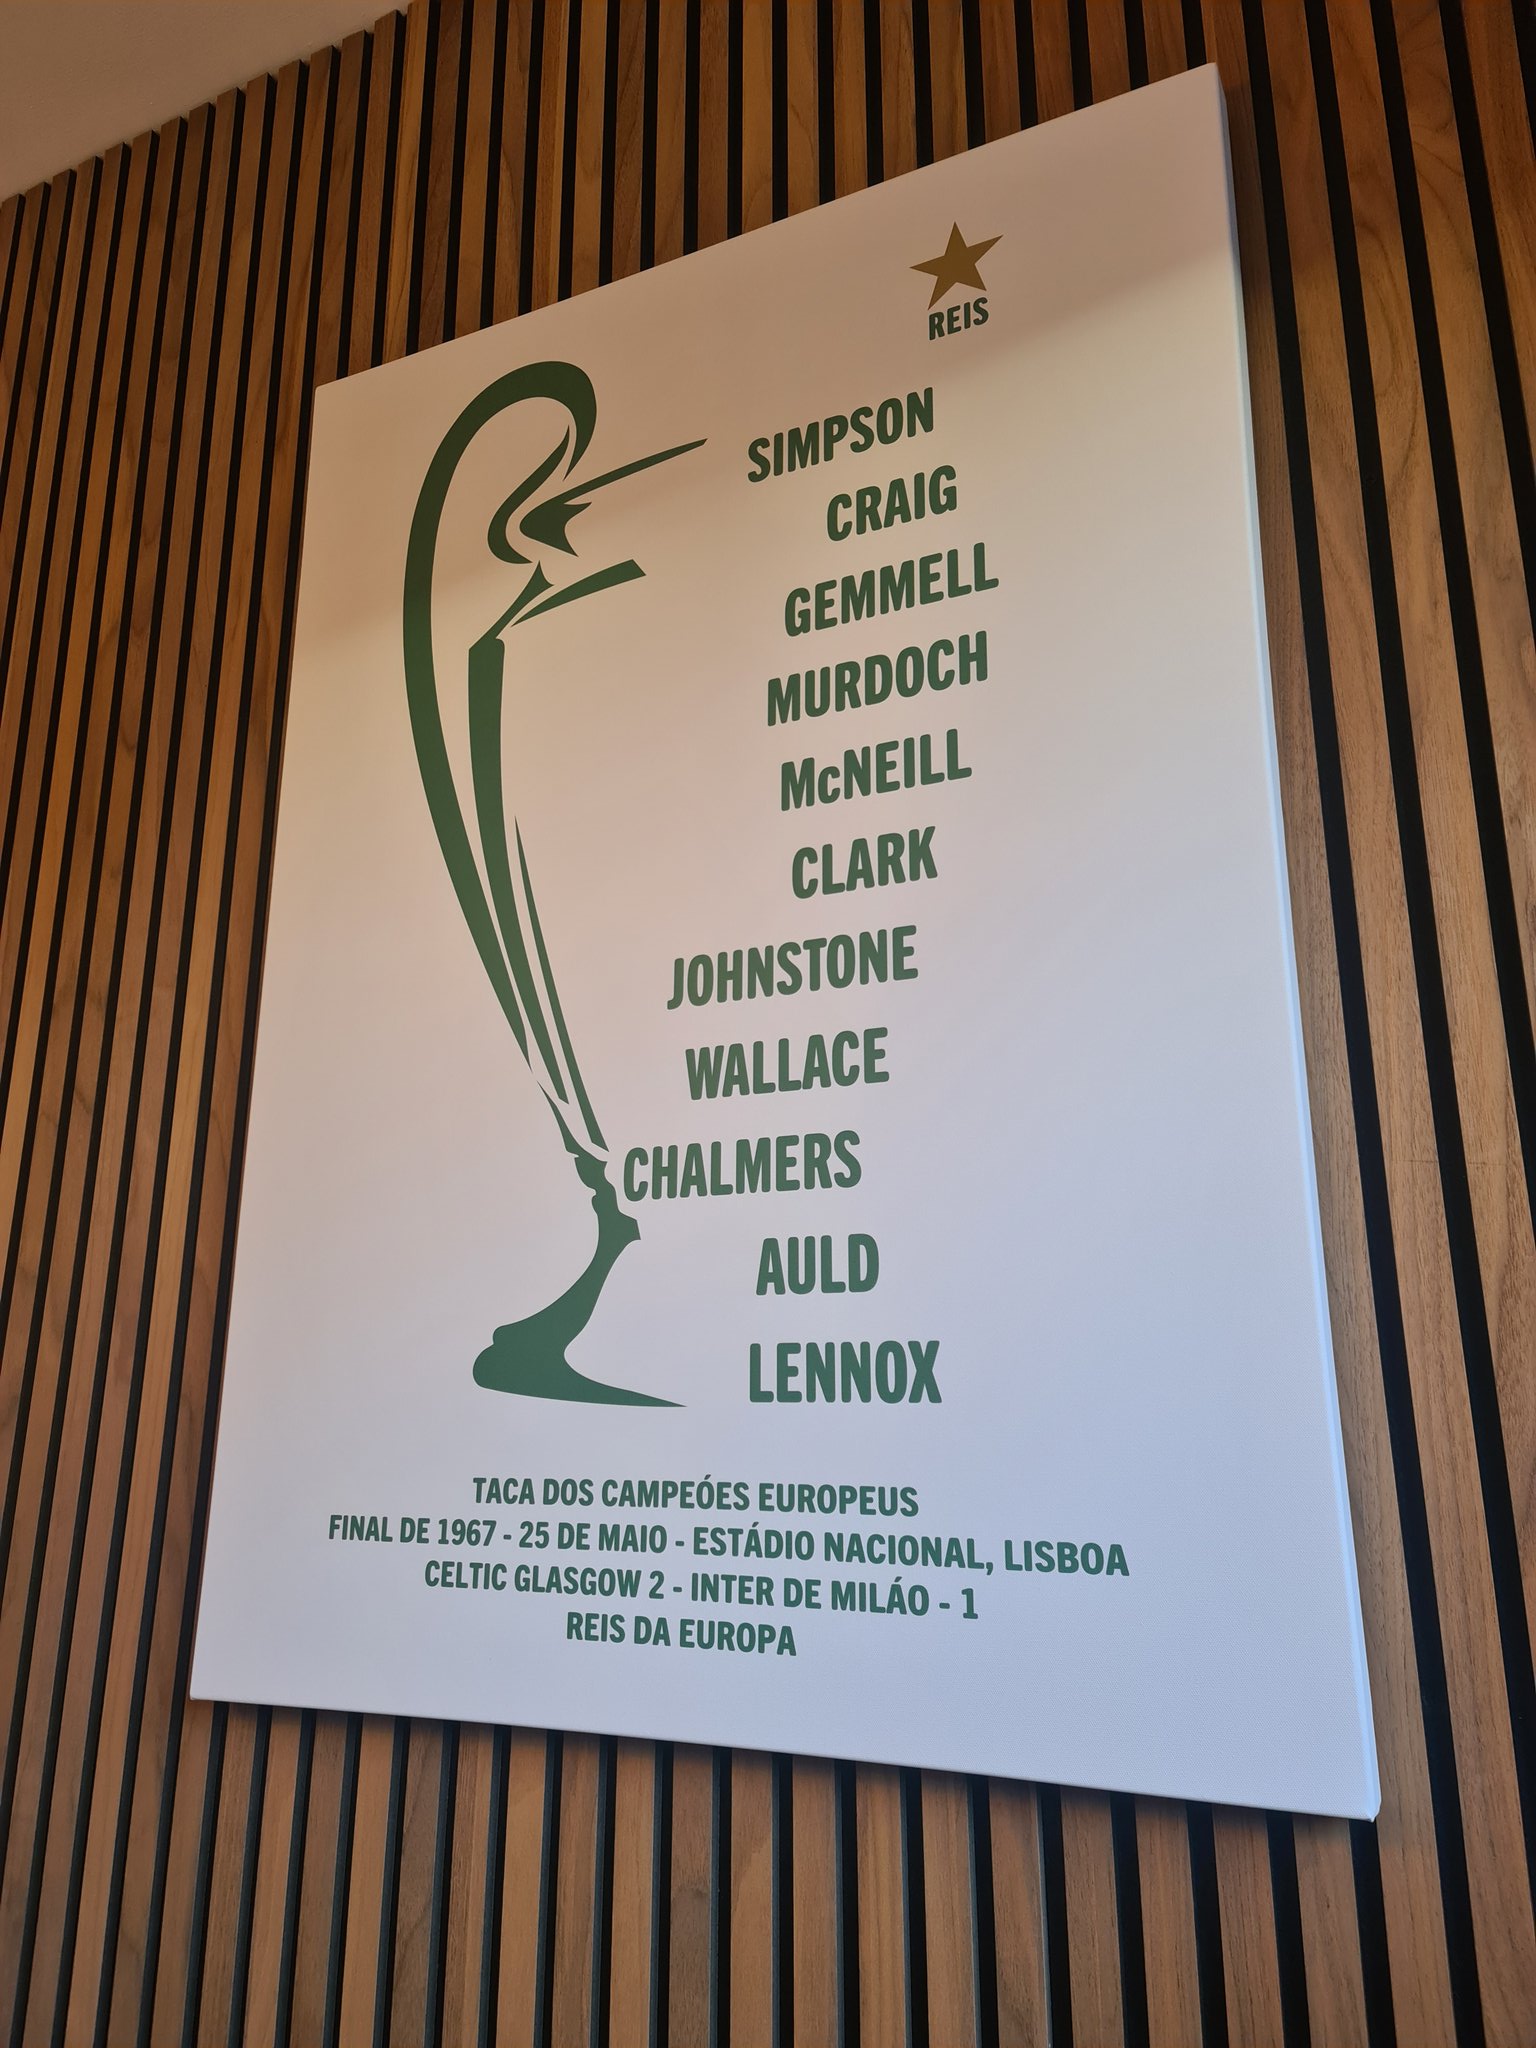 REIS
SIMPSON
CRAIG
GEMMELL
MURDOCH
McNEILL
CLARK
JOHNSTONE
WALLACE
CHALMERS
AULD
LENNOX
TACA DOS CAMPEÓES EUROPEUS
FINAL DE 1967 - 25 DE MAIO - ESTÁDIO NACIONAL, LISBOA
CELTIC GLASGOW 2 - INTER DE MILÁO - 1
REIS DA EUROPA